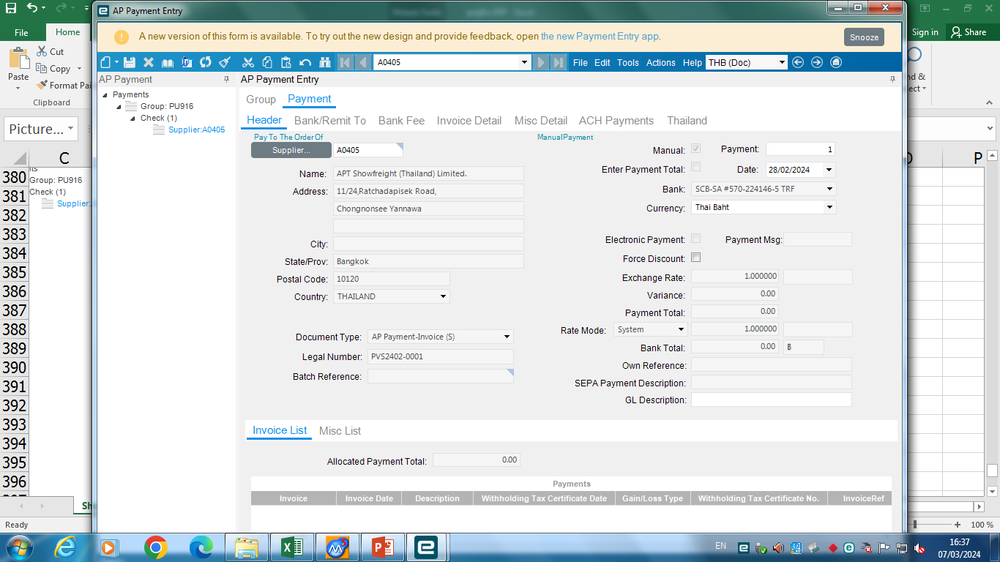 AP Payment Entry
File
Home
Sign in
Share
A new version of this form is available. To try out the new design and provide feedback, open the new Payment Entry app.
Snooze
Cut
Copy
Format Pai
Paste
Clipboard
A0405
File Edit Tools Actions Help
THB (Doc)
AP Payment
AP Payment Entry
Payments
Group: PU916
Check (1)
Supplier:A0405
Group
Payment
Header
Bank/Remit To
Bank Fee
Invoice Detail
Misc Detail
ACH Payments
Thailand
Pay To The Order Of
Supplier...
A0405
Name:
APT Showfreight (Thailand) Limited.
Address:
11/24,Ratchadapisek Road,
Chongnonsee Yannawa
City:
State/Prov:
Bangkok
Postal Code:
10120
Country:
THAILAND
Document Type:
AP Payment-Invoice (S)
Legal Number:
PVS2402-0001
Batch Reference:
ManualPayment
Manual:
Payment:
1
Enter Payment Total:
Date:
28/02/2024
Bank:
SCB-SA #570-224146-5 TRF
Currency:
Thai Baht
Electronic Payment:
Payment Msg:
Force Discount:
Exchange Rate:
1.000000
Variance:
0.00
Payment Total:
0.00
Rate Mode:
System
1.000000
Bank Total:
0.00
฿
Own Reference:
SEPA Payment Description:
GL Description:
Invoice List
Misc List
Allocated Payment Total:
0.00
Payments
Invoice
Invoice Date
Description
Withholding Tax Certificate Date
Gain/Loss Type
Withholding Tax Certificate No.
InvoiceRef
Picture...
C
P
380
381
382
383
384
385
386
387
388
389
390
391
392
393
394
395
396
Group: PU916
Check (1)
Supplier:
Sh
Ready
100 %
EN
16:37
07/03/2024